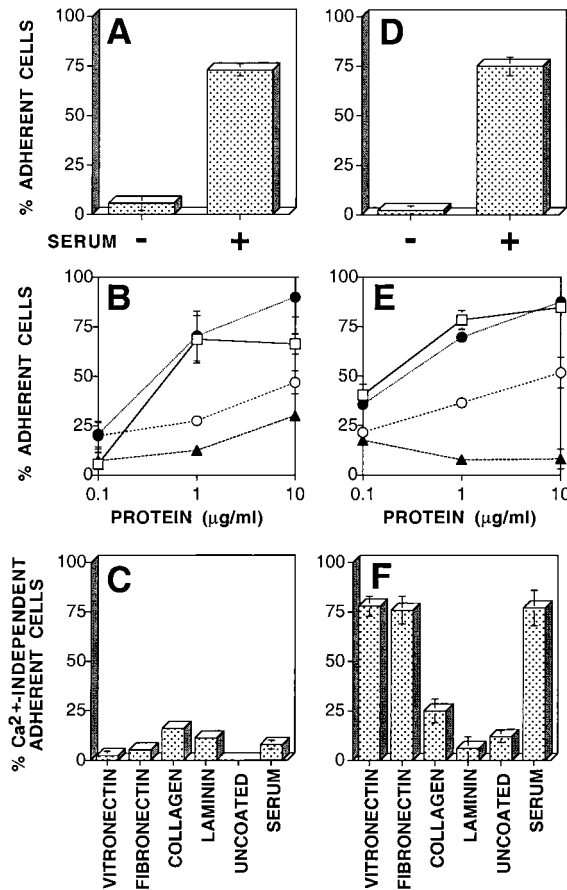 A
% ADHERENT CELLS
100
75
50
25
0
SERUM - +
D
100
75
50
25
0
- +
B
% ADHERENT CELLS
100
75
50
25
0
0.1 1 10
PROTEIN (μg/ml)
E
100
75
50
25
0
0.1 1 10
PROTEIN (μg/ml)
C
% Ca2+-INDEPENDENT
ADHERENT CELLS
100
75
50
25
0
VITRONECTIN
FIBRONECTIN
COLLAGEN
LAMININ
UNCOATED
SERUM
F
100
75
50
25
0
VITRONECTIN
FIBRONECTIN
COLLAGEN
LAMININ
UNCOATED
SERUM